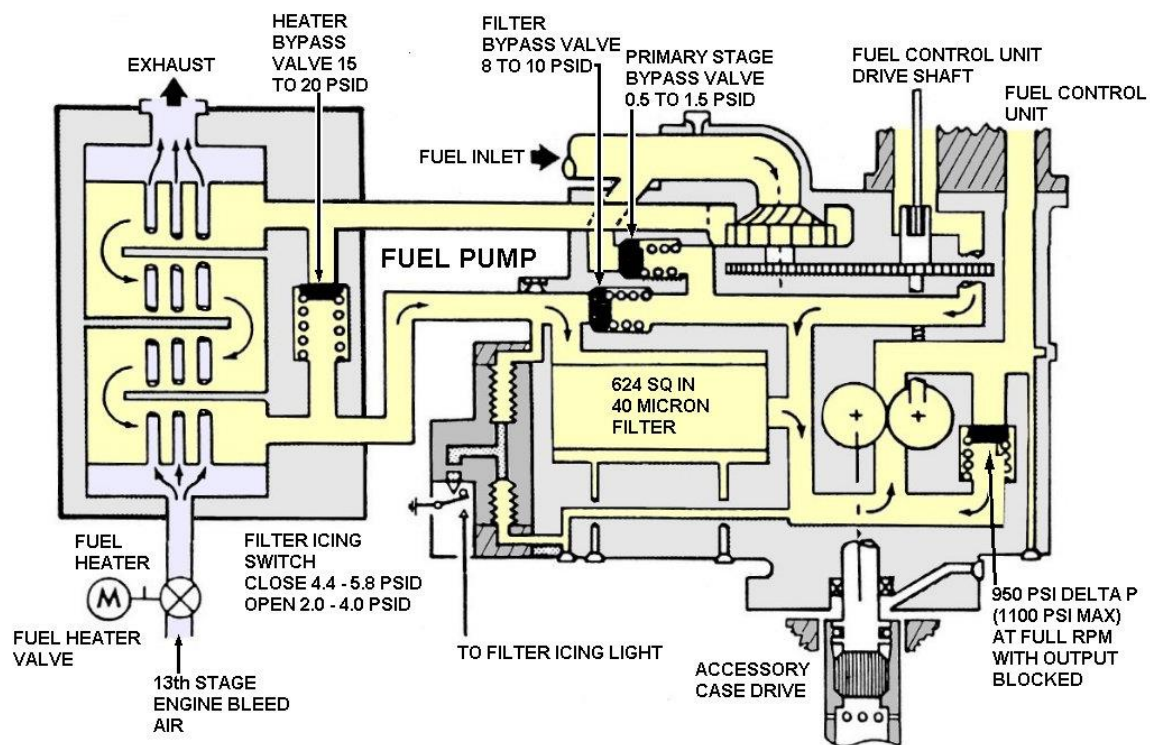 HEATER
BYPASS
VALVE 15
TO 20 PSID
FILTER
BYPASS VALVE
8 TO 10 PSID
PRIMARY STAGE
BYPASS VALVE
0.5 TO 1.5 PSID
FUEL CONTROL UNIT
DRIVE SHAFT
FUEL CONTROL
UNIT
EXHAUST
FUEL INLET
FUEL PUMP
624 SQ IN
40 MICRON
FILTER
FUEL
HEATER
M
FUEL HEATER
VALVE
13th STAGE
ENGINE BLEED
AIR
FILTER ICING
SWITCH
CLOSE 4.4 - 5.8 PSID
OPEN 2.0 - 4.0 PSID
TO FILTER ICING LIGHT
ACCESSORY
CASE DRIVE
950 PSI DELTA P
(1100 PSI MAX)
AT FULL RPM
WITH OUTPUT
BLOCKED